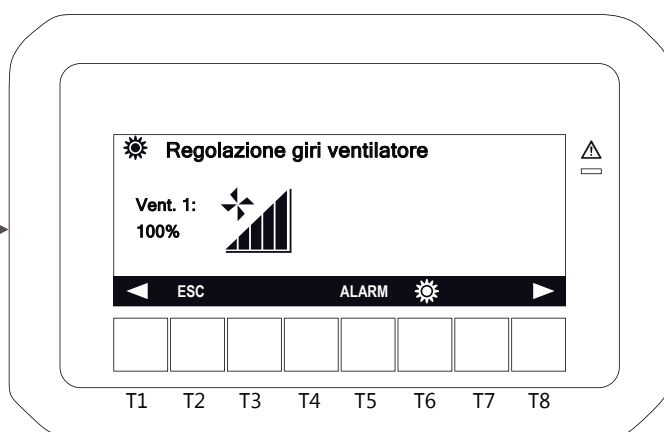 Regolazione giri ventilatore
Vent. 1:
100%
ESC ALARM
T1 T2 T3 T4 T5 T6 T7 T8